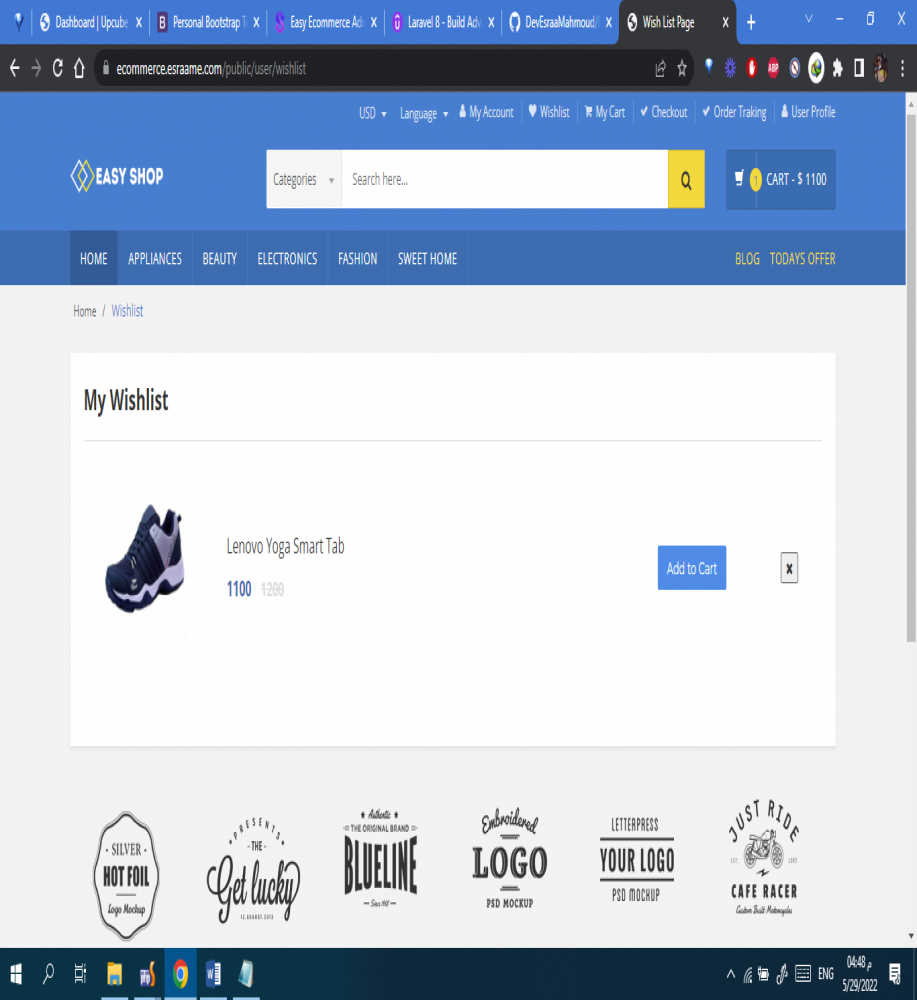 Dashboard | Upcube
Personal Bootstrap T
Easy Ecommerce Ad
Laravel 8 - Build Adv
DevEsraaMahmoud/
Wish List Page
ecommerce.esraame.com/public/user/wishlist
ABP
USD
Language
My Account
Wishlist
My Cart
Checkout
Order Traking
User Profile
EASY SHOP
Categories
Search here...
1
CART - $ 1100
HOME
APPLIANCES
BEAUTY
ELECTRONICS
FASHION
SWEET HOME
BLOG
TODAYS OFFER
Home / Wishlist
My Wishlist
Lenovo Yoga Smart Tab
1100 1200
Add to Cart
x
· SILVER ·
HOT FOIL
Logo Mockup
· PRESENTS ·
-THE-
Get lucky
Authentic
THE ORIGINAL BRAND
BLUELINE
Since 1918
Embroidered
LOGO
PSD MOCKUP
LETTERPRESS
YOUR LOGO
PSD MOCKUP
JUST RIDE
EST.
CAFE RACER
Custom Built Motorcycles
ENG
04:48 م
5/29/2022